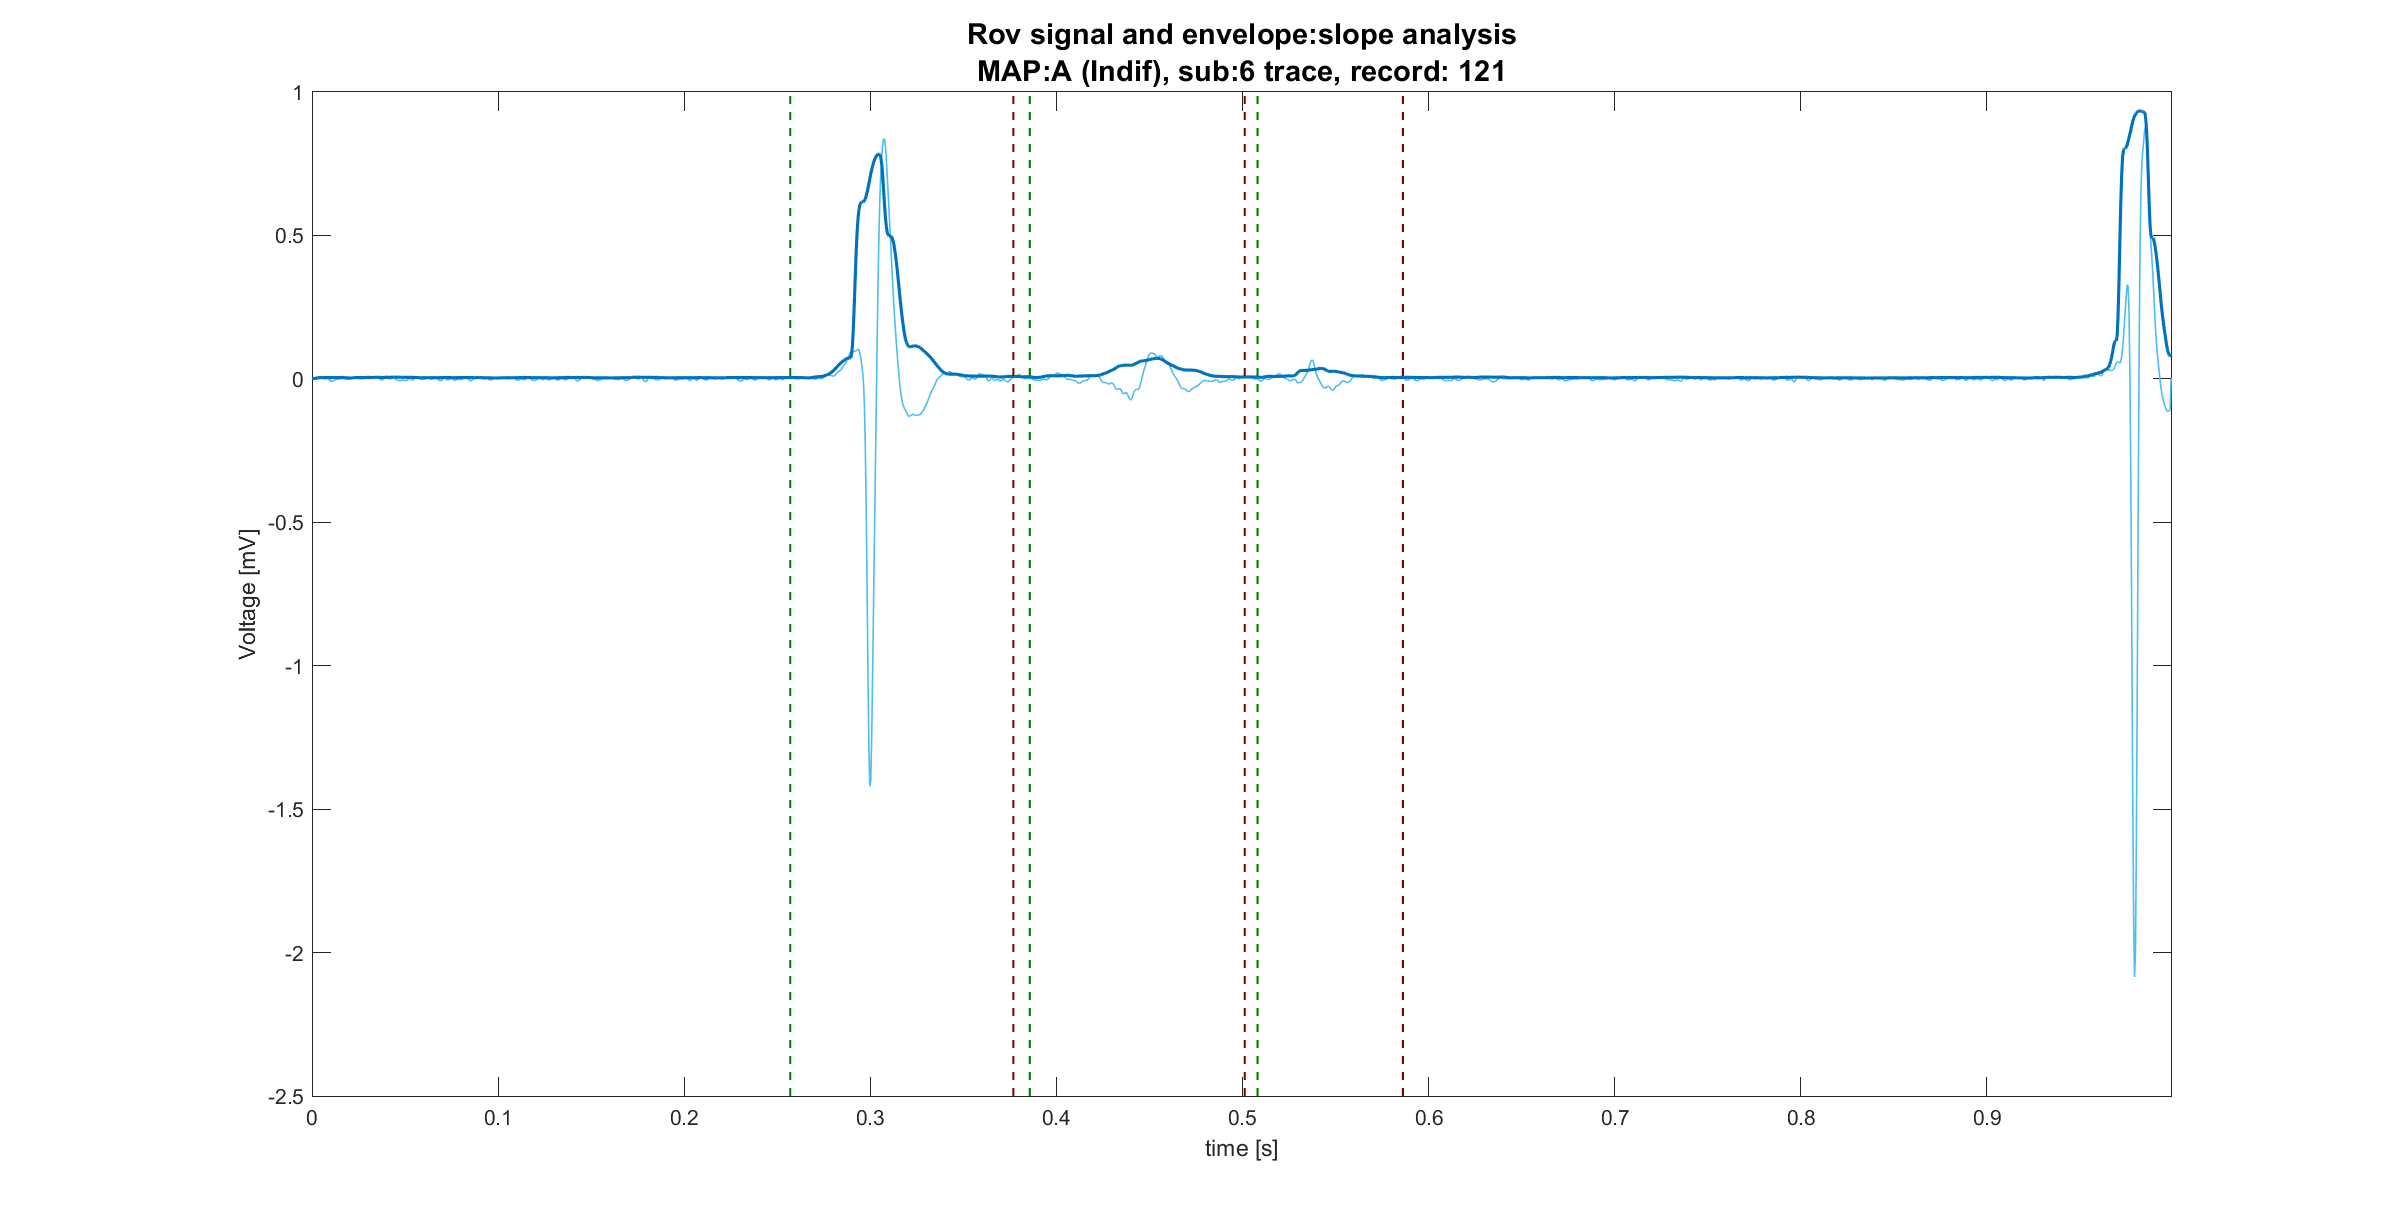 Rov signal and envelope:slope analysis
MAP:A (Indif), sub:6 trace, record: 121
1
0.5
0
-0.5
-1
-1.5
-2
-2.5
Voltage [mV]
0 0.1 0.2 0.3 0.4 0.5 0.6 0.7 0.8 0.9
time [s]